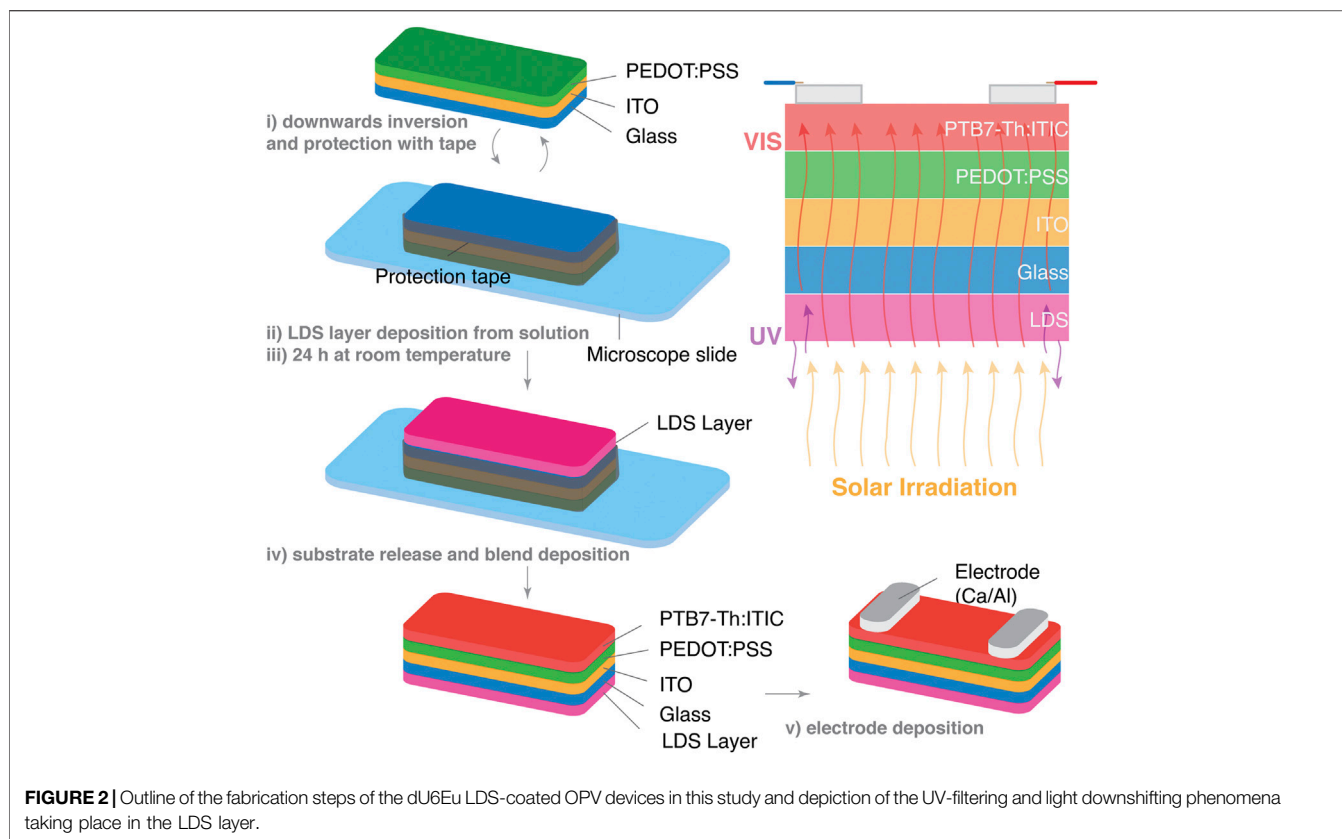 PEDOT:PSS
ITO
Glass
i) downwards inversion
and protection with tape
Protection tape
ii) LDS layer deposition from solution
iii) 24 h at room temperature
Microscope slide
LDS Layer
iv) substrate release and blend deposition
PTB7-Th:ITIC
PEDOT:PSS
ITO
Glass
LDS Layer
Electrode
(Ca/Al)
v) electrode deposition
VIS
PTB7-Th:ITIC
PEDOT:PSS
ITO
Glass
LDS
UV
Solar Irradiation
FIGURE 2 | Outline of the fabrication steps of the dU6Eu LDS-coated OPV devices in this study and depiction of the UV-filtering and light downshifting phenomena
taking place in the LDS layer.